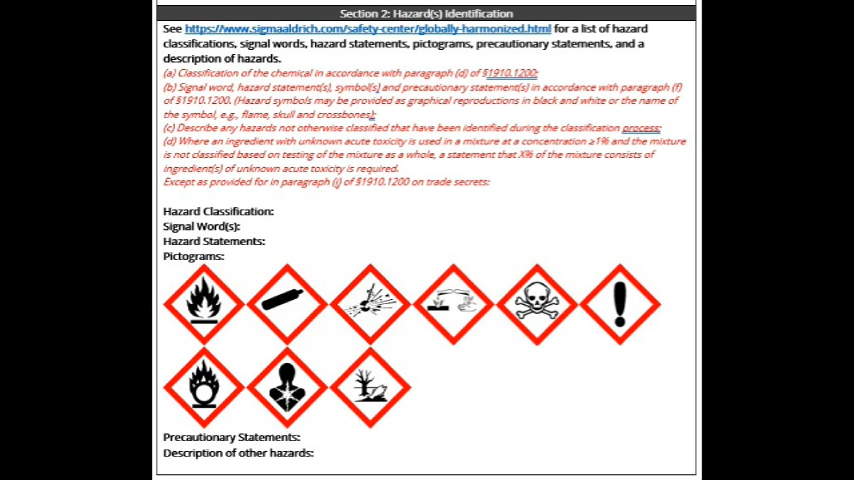 Section 2: Hazard(s) Identification
See https://www.sigmaaldrich.com/safety-center/globally-harmonized.html for a list of hazard
classifications, signal words, hazard statements, pictograms, precautionary statements, and a
description of hazards.
(a) Classification of the chemical in accordance with paragraph (d) of §1910.1200;
(b) Signal word, hazard statement(s), symbol(s) and precautionary statement(s) in accordance with paragraph (f)
of §1910.1200. (Hazard symbols may be provided as graphical reproductions in black and white or the name of
the symbol, e.g., flame, skull and crossbones);
(c) Describe any hazards not otherwise classified that have been identified during the classification process;
(d) Where an ingredient with unknown acute toxicity is used in a mixture at a concentration ≥1% and the mixture
is not classified based on testing of the mixture as a whole, a statement that X% of the mixture consists of
ingredient(s) of unknown acute toxicity is required.
Except as provided for in paragraph (i) of §1910.1200 on trade secrets:
Hazard Classification:
Signal Word(s):
Hazard Statements:
Pictograms:
Precautionary Statements:
Description of other hazards: